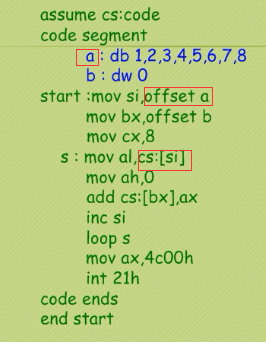 assume cs:code
code segment
a : db 1,2,3,4,5,6,7,8
b : dw 0
start :mov si,offset a
mov bx,offset b
mov cx,8
s : mov al,cs:[si]
mov ah,0
add cs:[bx],ax
inc si
loop s
mov ax,4c00h
int 21h
code ends
end start